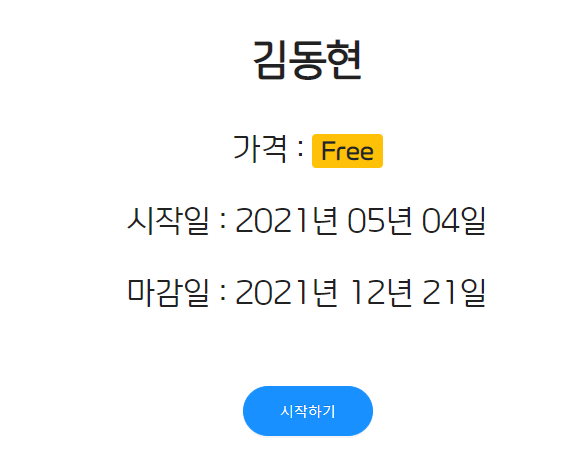 김동현
가격 : Free
시작일 : 2021년 05년 04일
마감일 : 2021년 12년 21일
시작하기